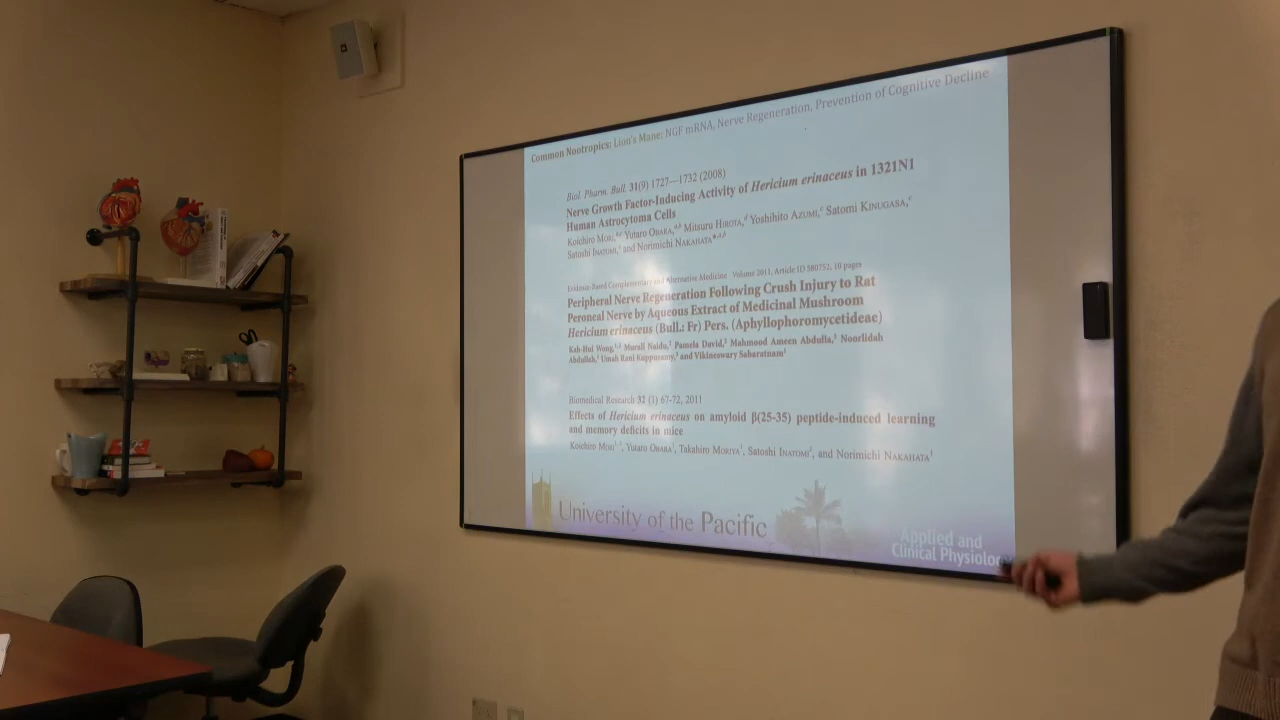 Common Nootropics: Lion's Mane: NGF mRNA, Nerve Regeneration, Prevention of Cognitive Decline
Biol. Pharm. Bull. 31(9) 1727—1732 (2008)
Nerve Growth Factor-Inducing Activity of Hericium erinaceus in 1321N1
Human Astrocytoma Cells
Koichiro MORI, Yutaro OBARA, Mitsuru HIROTA, Yoshihito AZUMI, Satomi KINUGASA,
Satoshi INATOMI, and Norimichi NAKAHATA
Evidence-Based Complementary and Alternative Medicine Volume 2011, Article ID 580752, 10 pages
Peripheral Nerve Regeneration Following Crush Injury to Rat
Peroneal Nerve by Aqueous Extract of Medicinal Mushroom
Hericium erinaceus (Bull.: Fr) Pers. (Aphyllophoromycetideae)
Kah-Hui Wong, Murali Naidu, Pamela David, Mahmood Ameen Abdulla, Noorlidah
Abdullah, Umah Rani Kuppusamy, and Vikineswary Sabaratnam
Biomedical Research 32 (1) 67-72, 2011
Effects of Hericium erinaceus on amyloid β(25-35) peptide-induced learning
and memory deficits in mice
Koichiro MORI, Yutaro OBARA, Takahiro MORIYA, Satoshi INATOMI, and Norimichi NAKAHATA
University of the Pacific
Applied and
Clinical Physiology